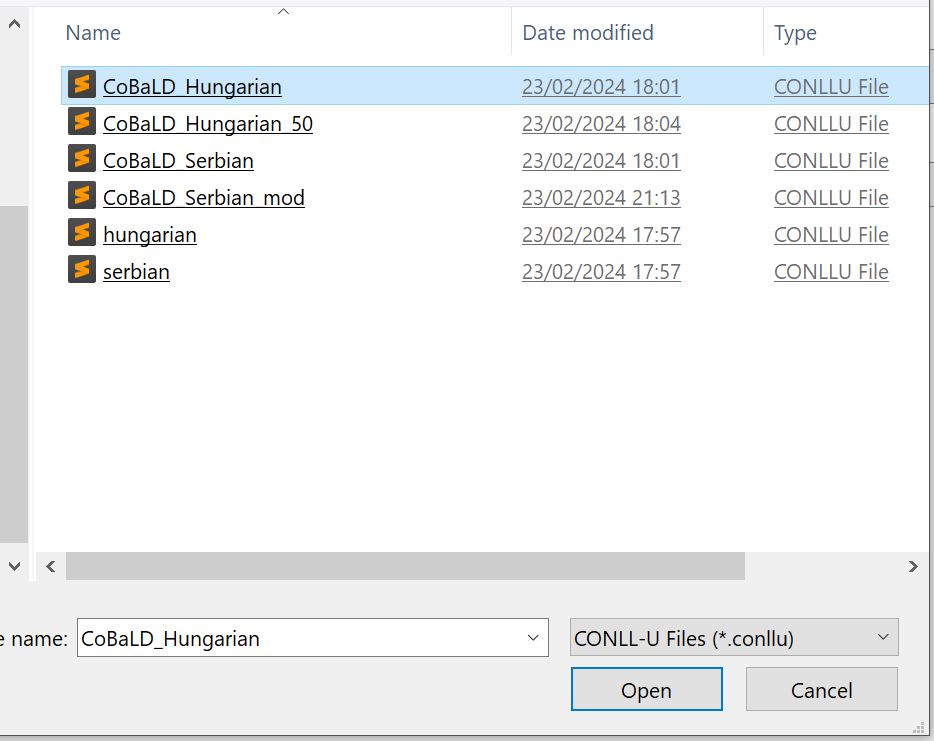 Name Date modified Type
CoBaLD_Hungarian 23/02/2024 18:01 CONLLU File
CoBaLD_Hungarian_50 23/02/2024 18:04 CONLLU File
CoBaLD_Serbian 23/02/2024 18:01 CONLLU File
CoBaLD_Serbian_mod 23/02/2024 21:13 CONLLU File
hungarian 23/02/2024 17:57 CONLLU File
serbian 23/02/2024 17:57 CONLLU File
e name: CoBaLD_Hungarian CONLL-U Files (*.conllu)
Open Cancel